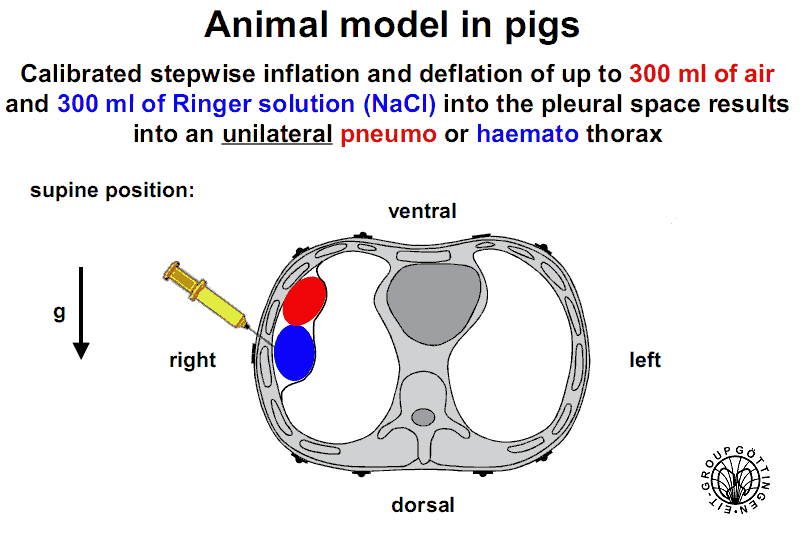 Animal model in pigs
Calibrated stepwise inflation and deflation of up to 300 ml of air
and 300 ml of Ringer solution (NaCl) into the pleural space results
into an unilateral pneumo or haemato thorax
supine position:
ventral
g
right
left
dorsal
EIT-GROUP GÖTTINGEN